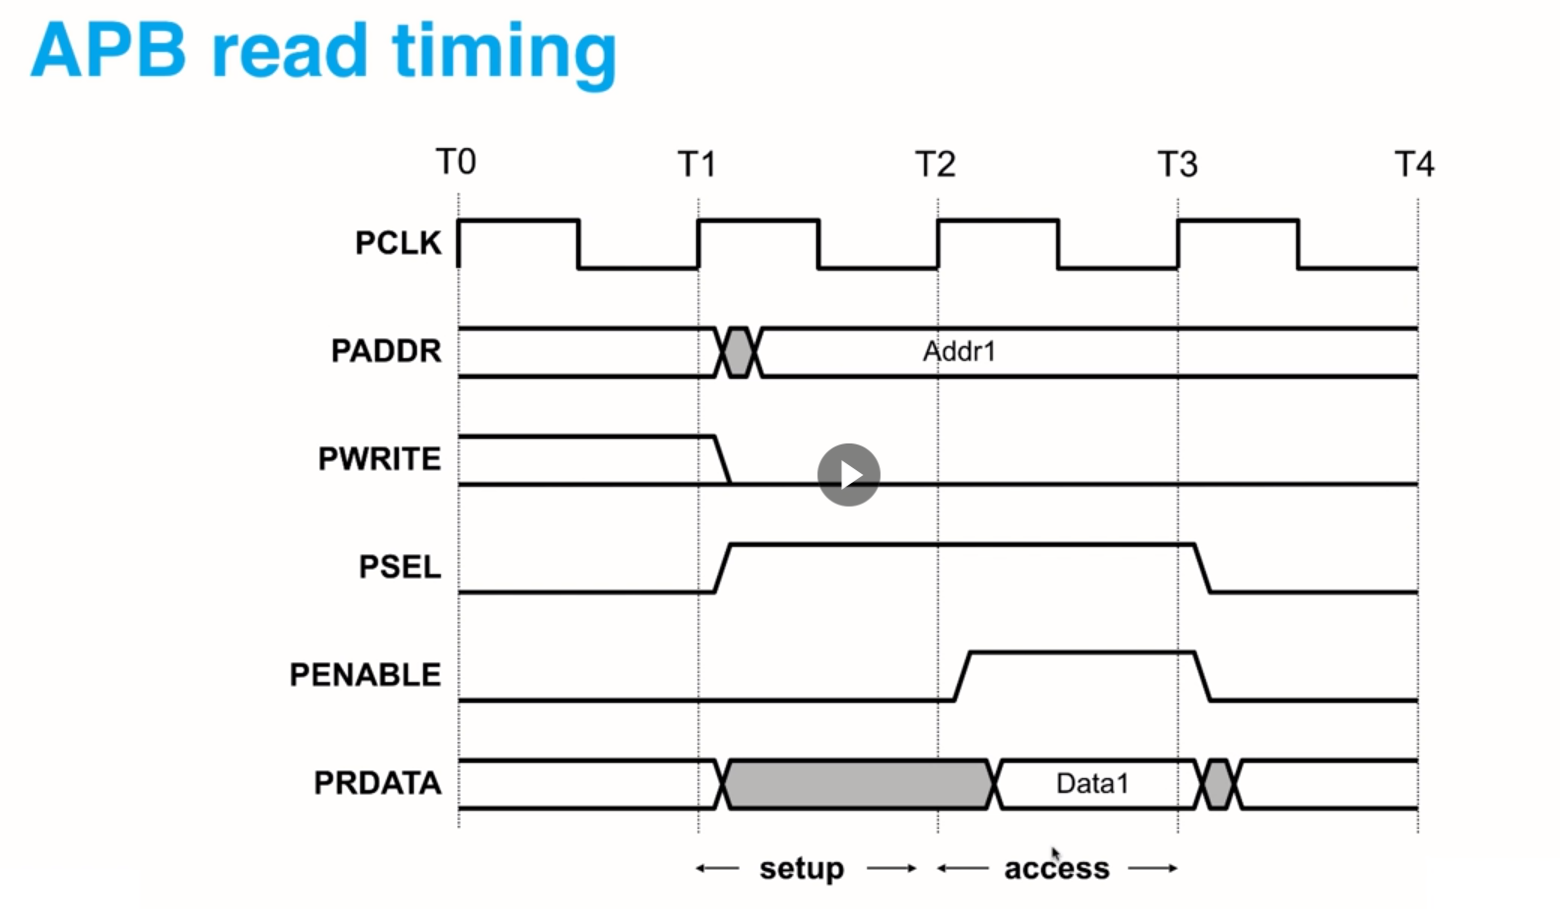 APB read timing
T0 T1 T2 T3 T4
PCLK
PADDR Addr1
PWRITE
PSEL
PENABLE
PRDATA Data1
setup access